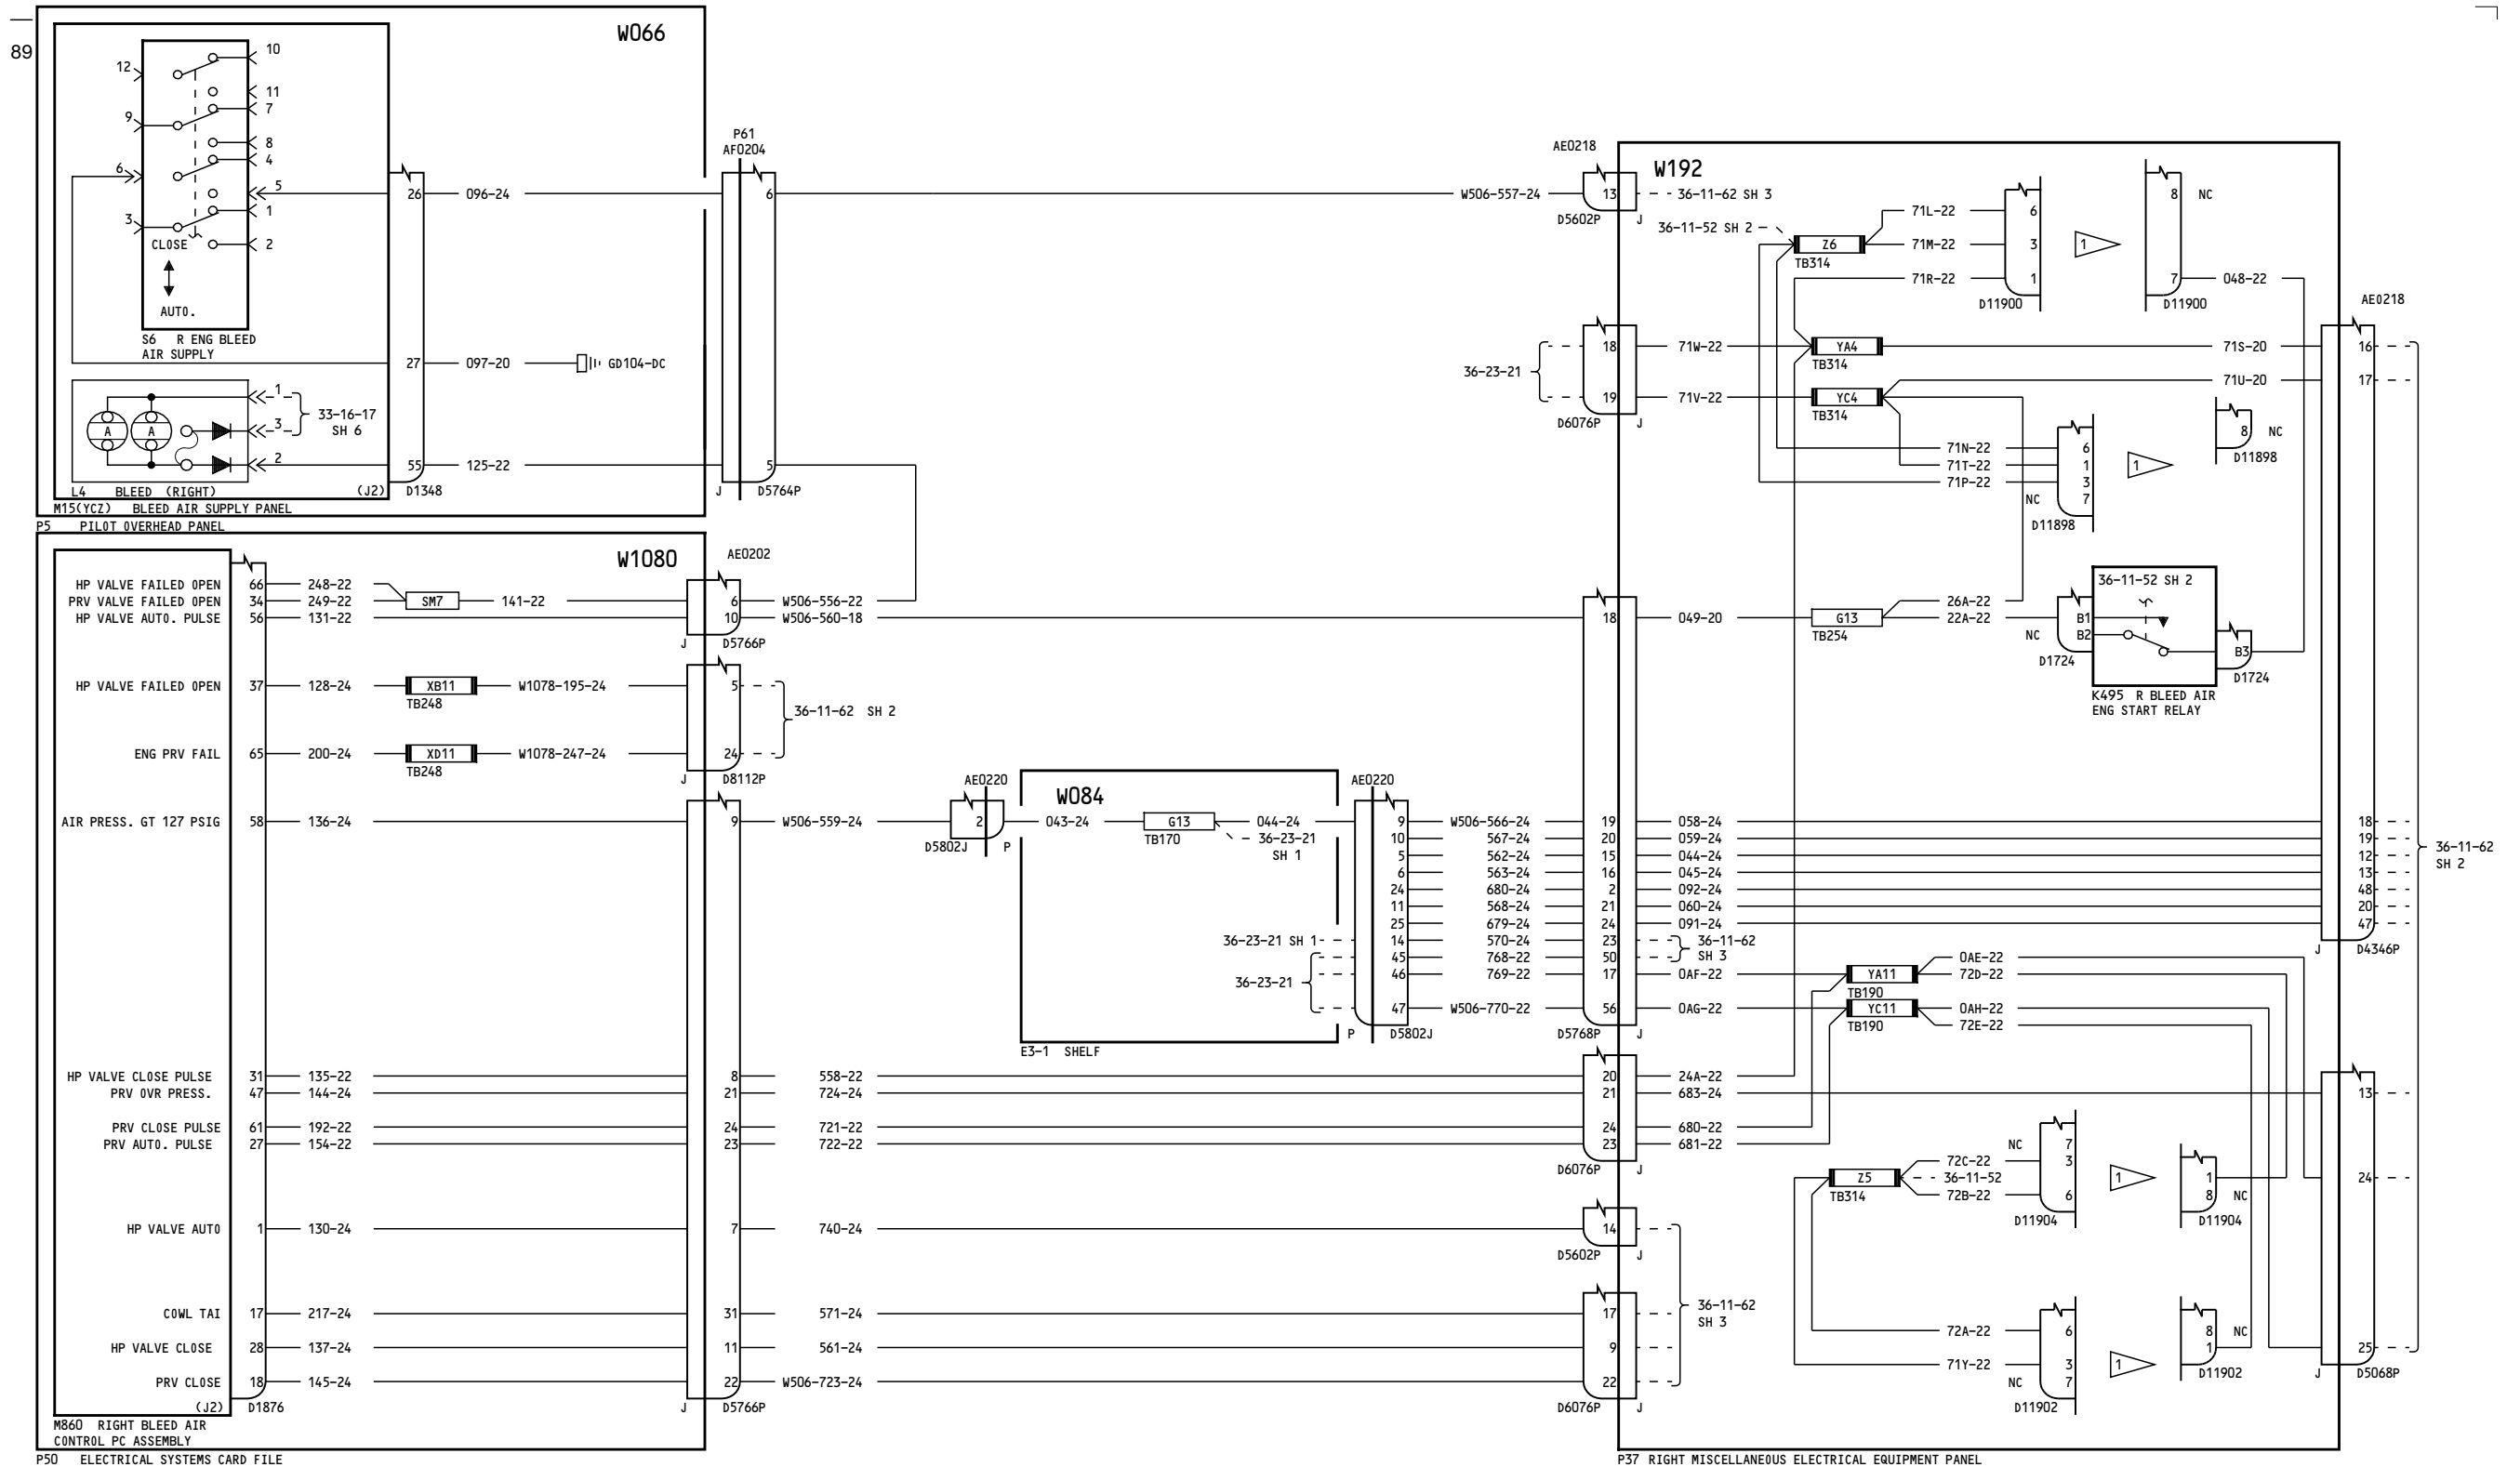 89
W066
12
10
11
9
7
8
6
4
5
3
1
CLOSE
2
AUTO.
S6 R ENG BLEED
AIR SUPPLY
26
096-24
27
097-20
GD104-DC
1
3
2
33-16-17
SH 6
A
A
55
125-22
L4 BLEED (RIGHT)
(J2)
D1348
M15(YCZ) BLEED AIR SUPPLY PANEL
P5 PILOT OVERHEAD PANEL
P61
AF0204
6
5
J
D5764P
W506-557-24
AE0218
13
D5602P
J
36-11-62 SH 3
W192
36-11-52 SH 2
Z6
TB314
71L-22
6
71M-22
3
71R-22
1
D11900
1
8
NC
7
048-22
D11900
AE0218
36-23-21
18
71W-22
YA4
TB314
71S-20
16
19
71V-22
YC4
TB314
71U-20
17
D6076P
J
71N-22
6
71T-22
1
71P-22
3
NC
7
D11898
1
8
NC
D11898
W1080
AE0202
HP VALVE FAILED OPEN
66
248-22
PRV VALVE FAILED OPEN
34
249-22
SM7
141-22
6
W506-556-22
HP VALVE AUTO. PULSE
56
131-22
10
W506-560-18
J
D5766P
18
049-20
G13
TB254
26A-22
22A-22
36-11-52 SH 2
B1
B2
NC
D1724
B3
D1724
K495 R BLEED AIR
ENG START RELAY
HP VALVE FAILED OPEN
37
128-24
XB11
TB248
W1078-195-24
5
36-11-62 SH 2
ENG PRV FAIL
65
200-24
XD11
TB248
W1078-247-24
24
J
D8112P
AIR PRESS. GT 127 PSIG
58
136-24
9
W506-559-24
AE0220
2
D5802J
P
W084
043-24
G13
TB170
044-24
36-23-21
SH 1
AE0220
9
W506-566-24
19
058-24
18
10
567-24
20
059-24
19
5
562-24
15
044-24
12
6
563-24
16
045-24
13
24
680-24
2
092-24
48
11
568-24
21
060-24
20
25
679-24
24
091-24
47
36-11-62
SH 2
36-23-21 SH 1
14
570-24
23
36-11-62
SH 3
45
768-22
50
46
769-22
17
0AF-22
YA11
TB190
0AE-22
72D-22
36-23-21
47
W506-770-22
56
0AG-22
YC11
TB190
0AH-22
72E-22
J
D4346P
P
D5802J
D5768P
J
E3-1 SHELF
HP VALVE CLOSE PULSE
31
135-22
8
558-22
20
24A-22
PRV OVR PRESS.
47
144-24
21
724-24
21
683-24
13
PRV CLOSE PULSE
61
192-22
24
721-22
24
680-22
PRV AUTO. PULSE
27
154-22
23
722-22
23
681-22
D6076P
J
Z5
TB314
72C-22
36-11-52
72B-22
NC
7
3
6
D11904
1
1
8
NC
D11904
24
HP VALVE AUTO
1
130-24
7
740-24
14
D5602P
J
36-11-62
SH 3
COWL TAI
17
217-24
31
571-24
17
HP VALVE CLOSE
28
137-24
11
561-24
9
PRV CLOSE
18
145-24
22
W506-723-24
22
(J2)
D1876
J
D5766P
D6076P
J
72A-22
6
71Y-22
3
NC
7
D11902
1
8
NC
1
D11902
25
J
D5068P
M860 RIGHT BLEED AIR
CONTROL PC ASSEMBLY
P50 ELECTRICAL SYSTEMS CARD FILE
P37 RIGHT MISCELLANEOUS ELECTRICAL EQUIPMENT PANEL